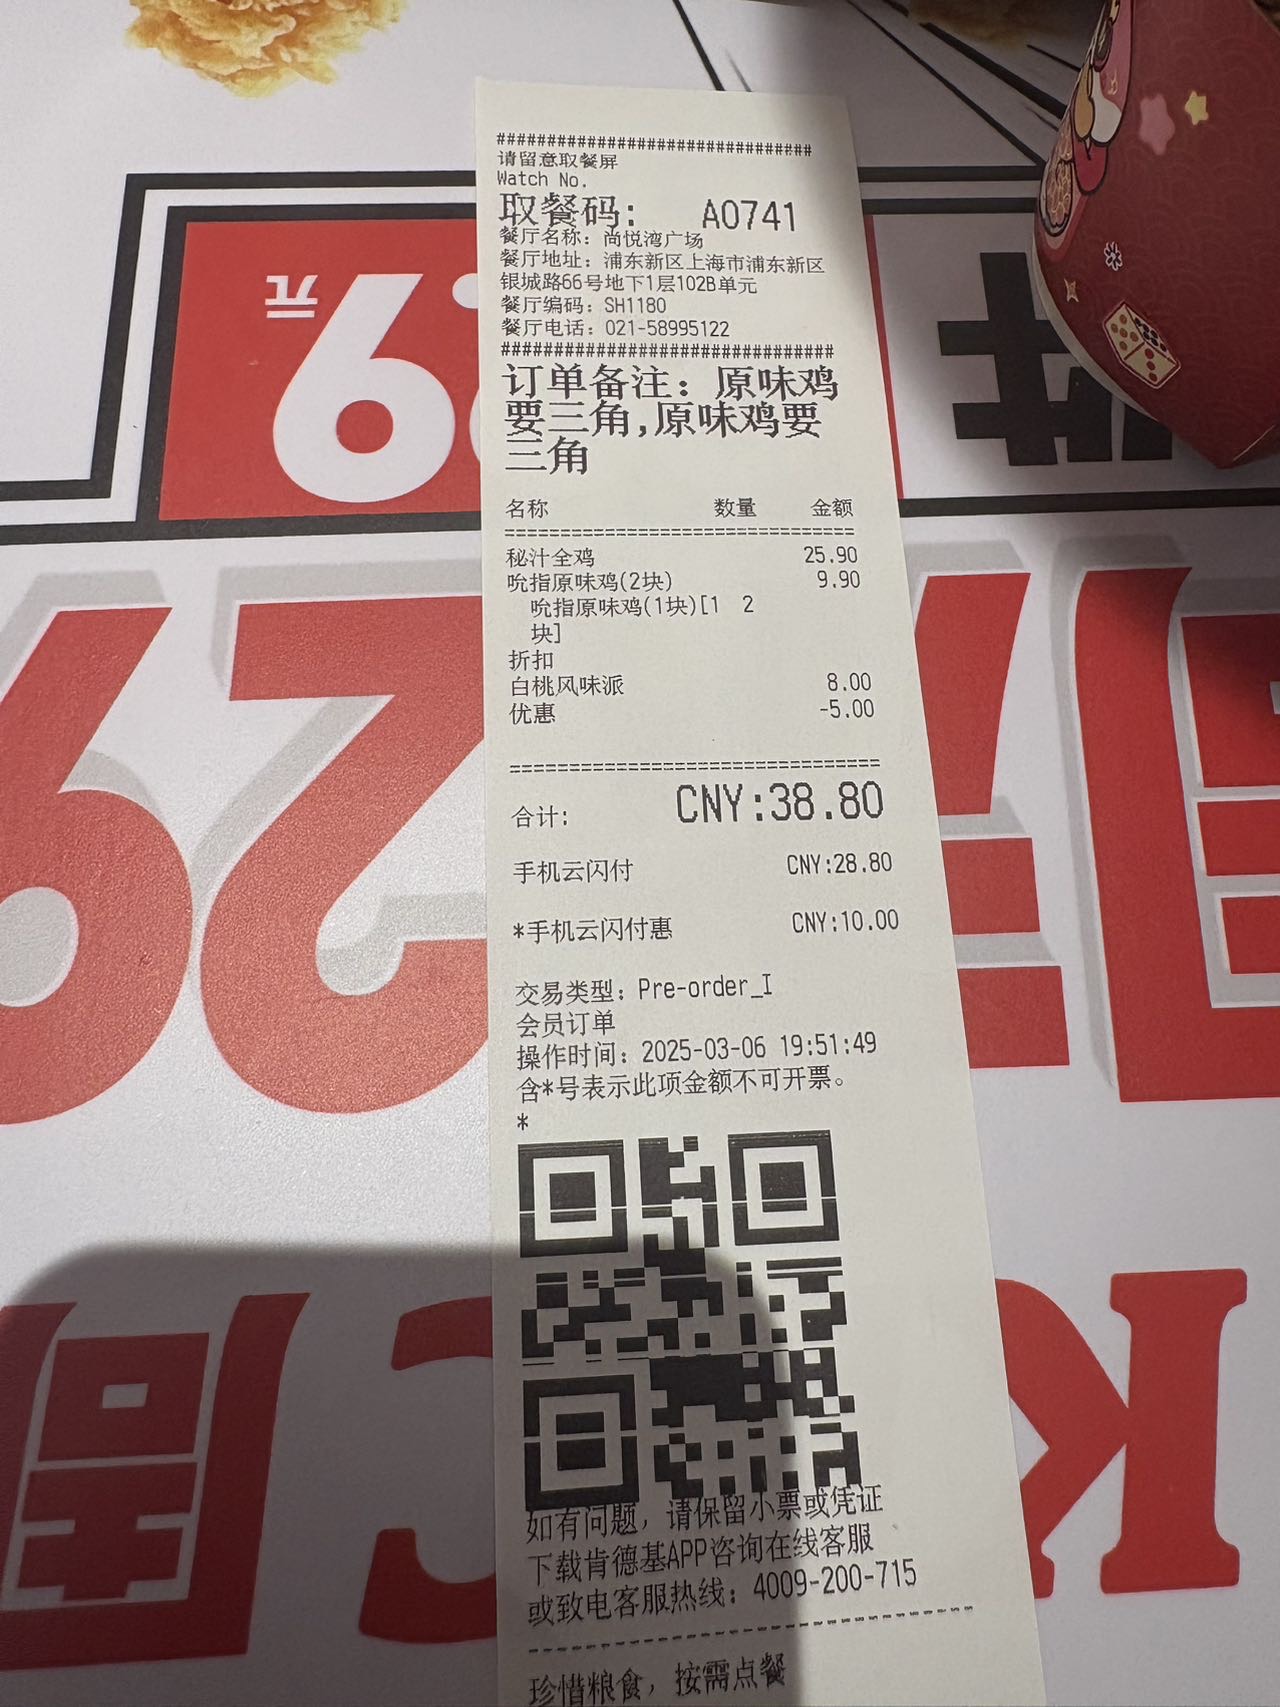 ################################
请留意取餐屏
Watch No.
取餐码: A0741
餐厅名称：尚悦湾广场
餐厅地址：浦东新区上海市浦东新区
银城路66号地下1层102B单元
餐厅编码：SH1180
餐厅电话：021-58995122
################################
订单备注：原味鸡
要三角,原味鸡要
三角
名称 数量 金额
================================
秘汁全鸡 25.90
吮指原味鸡(2块) 9.90
吮指原味鸡(1块)[1 2
块]
折扣
白桃风味派 8.00
优惠 -5.00
================================
合计: CNY:38.80
手机云闪付 CNY:28.80
*手机云闪付惠 CNY:10.00
交易类型：Pre-order_I
会员订单
操作时间：2025-03-06 19:51:49
含*号表示此项金额不可开票。
*
如有问题，请保留小票或凭证
下载肯德基APP咨询在线客服
或致电客服热线：4009-200-715
--------------------------------
珍惜粮食，按需点餐
元